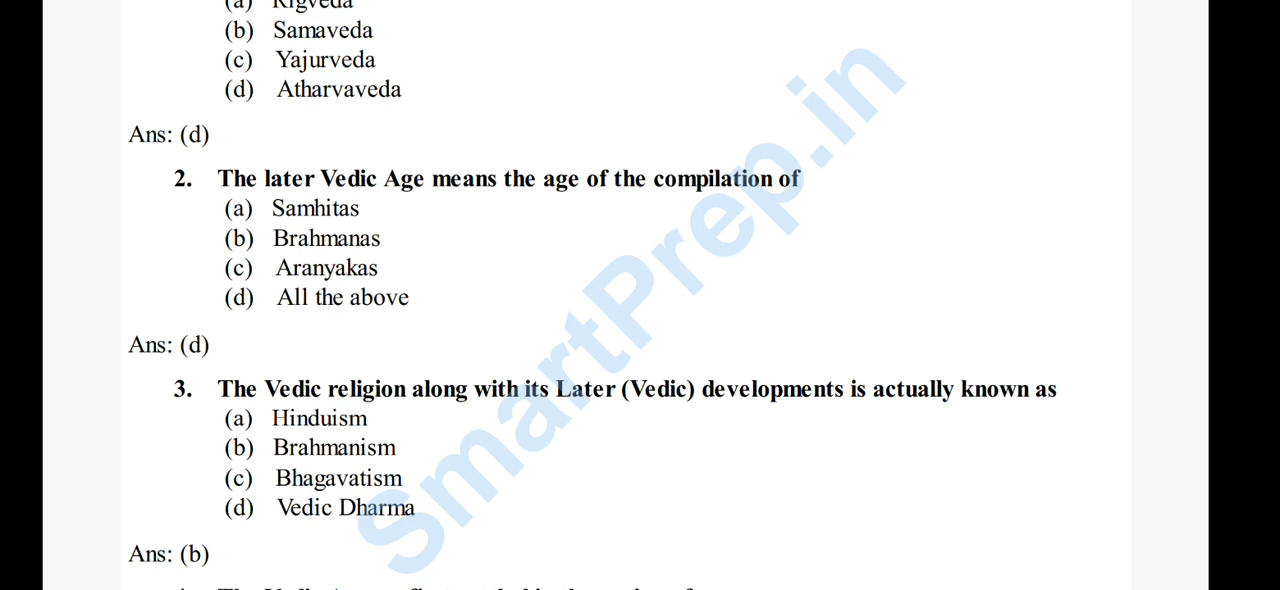 (a) Rigveda
(b) Samaveda
(c) Yajurveda
(d) Atharvaveda
Ans: (d)
2. The later Vedic Age means the age of the compilation of
(a) Samhitas
(b) Brahmanas
(c) Aranyakas
(d) All the above
Ans: (d)
3. The Vedic religion along with its Later (Vedic) developments is actually known as
(a) Hinduism
(b) Brahmanism
(c) Bhagavatism
(d) Vedic Dharma
Ans: (b)
SmartPrep.in